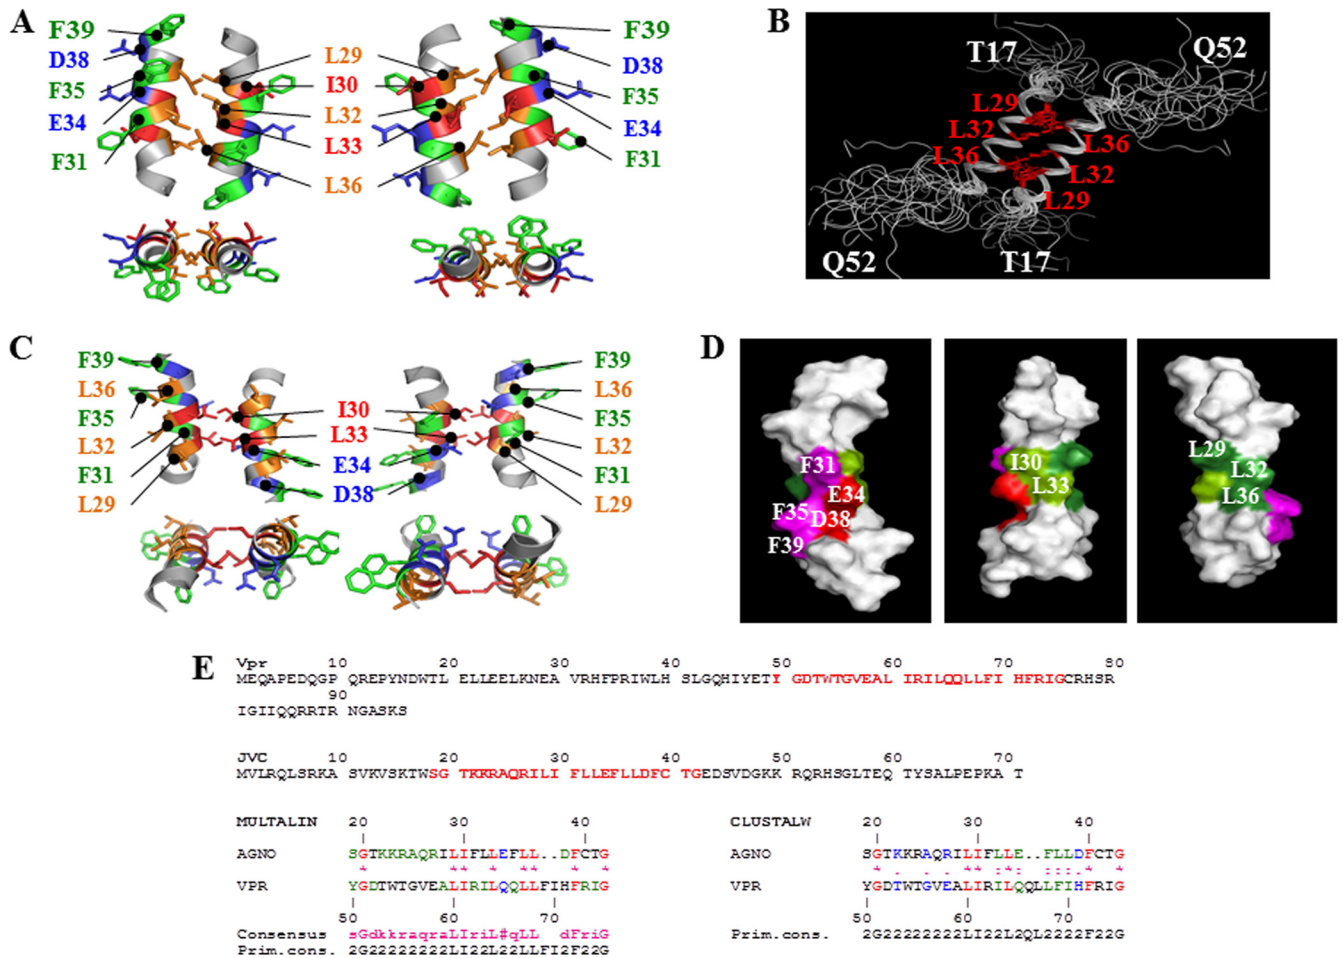 A
F39
D38
F35
E34
F31
L29
I30
L32
L33
L36
F39
D38
F35
E34
F31
B
T17
Q52
L29
L32
L36
L36
L32
L29
Q52
T17
C
F39
L36
F35
L32
F31
L29
I30
L33
E34
D38
F39
L36
F35
L32
F31
L29
D
F31
E34
F35
D38
F39
I30
L33
L29
L32
L36
E
Vpr 10 20 30 40 50 60 70 80
MEQAPEDQGP QREPYNDWTL ELLEELKNEA VRHFPRIWLH SLGQHIYETY GDTWTGVEAL IRILQQLLFI HFRIGCRHSR
90
IGIIQQRRTR NGASKS
JVC 10 20 30 40 50 60 70
MVLRQLSRKA SVKVSKTWSG TKKRAQRILI FLLEFLLDFC TGEDSVDGKK RQRHSGLTEQ TYSALPEPKA T
MULTALIN 20 30 40
AGNO SGTKKRAQRILIFLLEFLL..DFCTG
VPR YGDTWTGVEALIRILQQLLFIHFRIG
50 60 70
Consensus sGdkkraqraLIriL#qLL dFriG
Prim.cons. 2G22222222LI22L22LLFI2F22G
CLUSTALW 20 30 40
AGNO SGTKKRAQRILIFLLE..FLLDFCTG
VPR YGDTWTGVEALIRILQQLLFIHFRIG
50 60 70
Prim.cons. 2G22222222LI22L2QL2222F22G